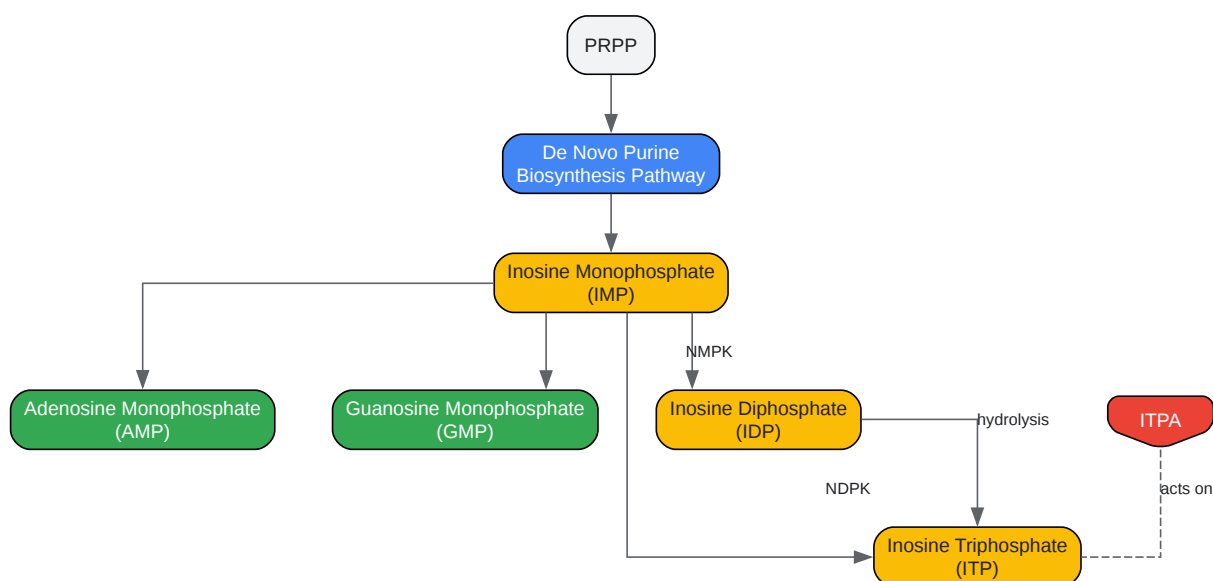 PRPP
De Novo Purine
Biosynthesis Pathway
Inosine Monophosphate
(IMP)
NMPK
Adenosine Monophosphate
(AMP)
Guanosine Monophosphate
(GMP)
Inosine Diphosphate
(IDP)
hydrolysis
ITPA
NDPK
acts on
Inosine Triphosphate
(ITP)